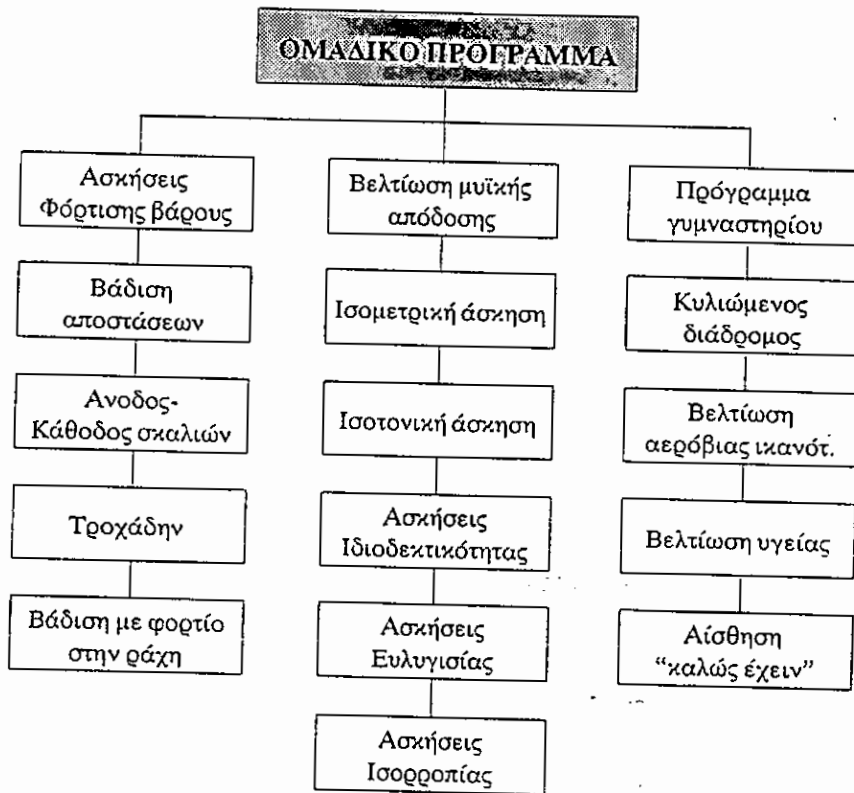 ΟΜΑΔΙΚΟ ΠΡΟΓΡΑΜΜΑ
Ασκήσεις
Φόρτισης βάρους
Βάδιση
αποστάσεων
Ανοδος-
Κάθοδος σκαλιών
Τροχάδην
Βάδιση με φορτίο
στην ράχη
Βελτίωση μυϊκής
απόδοσης
Ισομετρική άσκηση
Ισοτονική άσκηση
Ασκήσεις
Ιδιοδεκτικότητας
Ασκήσεις
Ευλυγισίας
Ασκήσεις
Ισορροπίας
Πρόγραμμα
γυμναστηρίου
Κυλιώμενος
διάδρομος
Βελτίωση
αερόβιας ικανότ.
Βελτίωση υγείας
Αίσθηση
“καλώς έχειν”